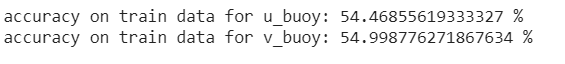 accuracy on train data for u_buoy: 54.46855619333327 %
accuracy on train data for v_buoy: 54.998776271867634 %